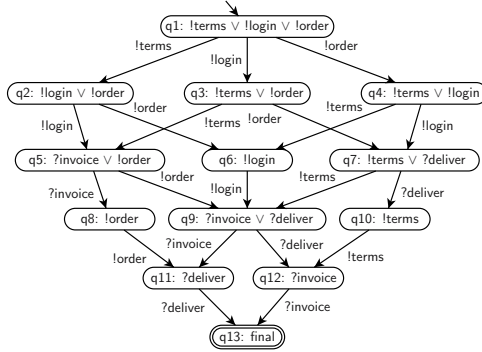 q1: !terms ∨ !login ∨ !order
!terms
!login
!order
q2: !login ∨ !order
q3: !terms ∨ !order
q4: !terms ∨ !login
!login
!order
!terms
!order
!terms
!login
q5: ?invoice ∨ !order
q6: !login
q7: !terms ∨ ?deliver
?invoice
!order
!login
!terms
?deliver
q8: !order
q9: ?invoice ∨ ?deliver
q10: !terms
!order
?invoice
?deliver
!terms
q11: ?deliver
q12: ?invoice
?deliver
?invoice
q13: final